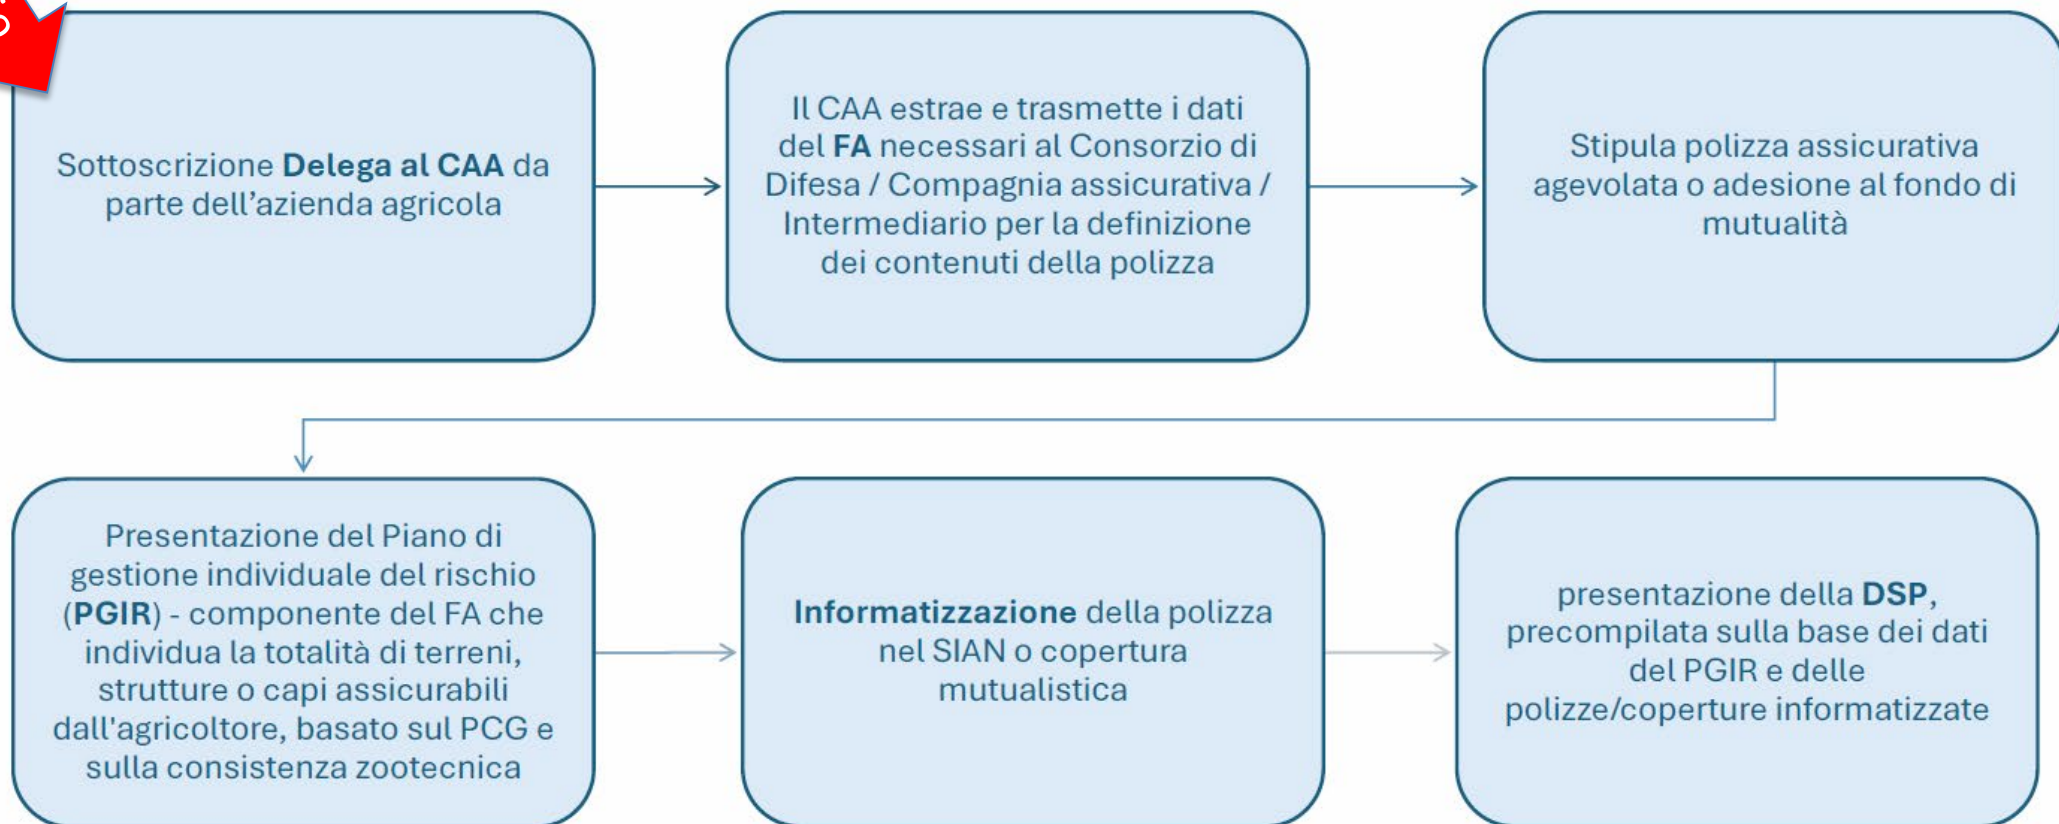 Sottoscrizione Delega al CAA da
parte dell'azienda agricola
Il CAA estrae e trasmette i dati
del FA necessari al Consorzio di
Difesa / Compagnia assicurativa /
Intermediario per la definizione
dei contenuti della polizza
Stipula polizza assicurativa
agevolata o adesione al fondo di
mutualità
Presentazione del Piano di
gestione individuale del rischio
(PGIR) - componente del FA che
individua la totalità di terreni,
strutture o capi assicurabili
dall'agricoltore, basato sul PCG e
sulla consistenza zootecnica
Informatizzazione della polizza
nel SIAN o copertura
mutualistica
presentazione della DSP,
precompilata sulla base dei dati
del PGIR e delle
polizze/coperture informatizzate